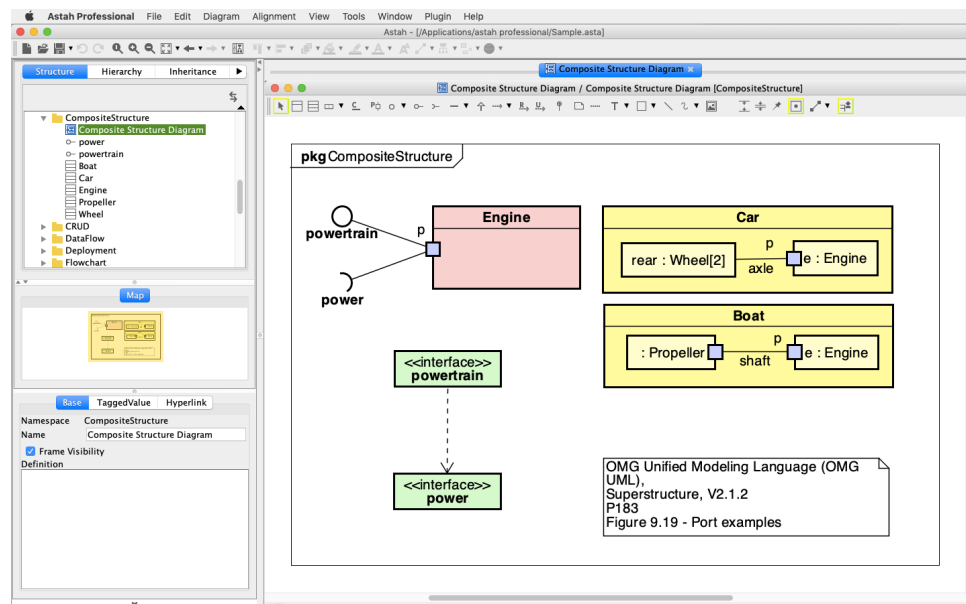 Astah Professional File Edit Diagram Alignment View Tools Window Plugin Help
Astah - [/Applications/astah professional/Sample.asta]
Structure Hierarchy Inheritance
Composite Structure Diagram
Composite Structure Diagram / Composite Structure Diagram [CompositeStructure]
CompositeStructure
Composite Structure Diagram
power
powertrain
Boat
Car
Engine
Propeller
Wheel
CRUD
DataFlow
Deployment
Flowchart
Map
Base TaggedValue Hyperlink
Namespace CompositeStructure
Name Composite Structure Diagram
Frame Visibility
Definition
pkg CompositeStructure
powertrain
power
p
Engine
Car
rear : Wheel[2]
p
axle
e : Engine
Boat
: Propeller
p
shaft
e : Engine
<<interface>>
powertrain
<<interface>>
power
OMG Unified Modeling Language (OMG
UML),
Superstructure, V2.1.2
P183
Figure 9.19 - Port examples